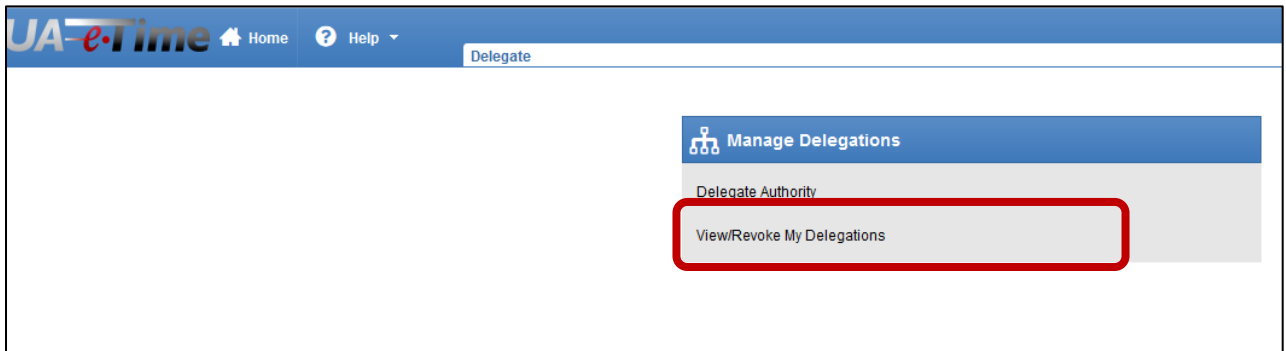 UA-e•Time Home ? Help
Delegate
Manage Delegations
Delegate Authority
View/Revoke My Delegations